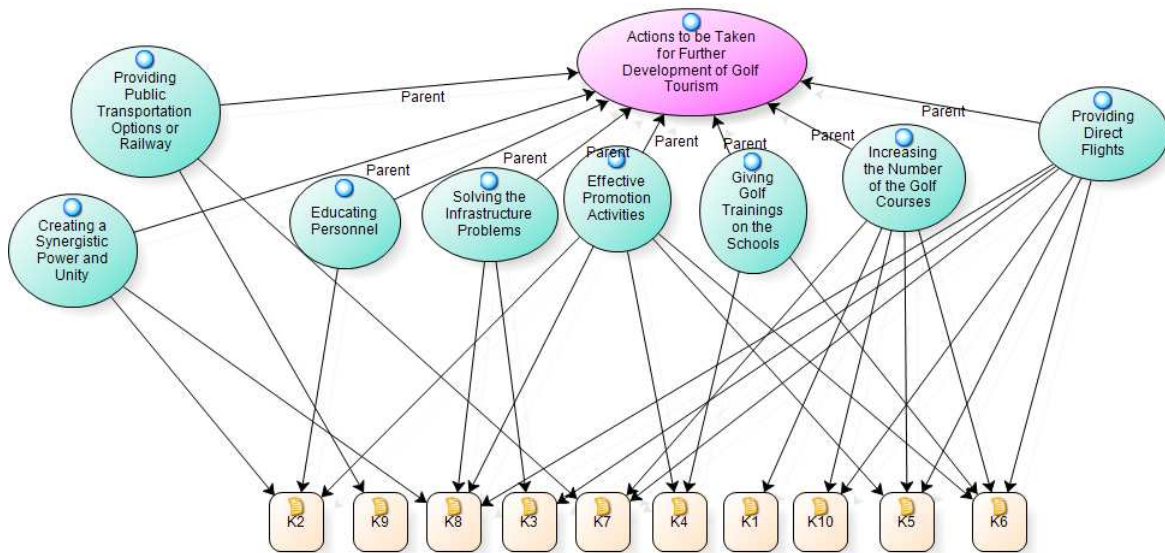 Actions to be Taken
for Further
Development of Golf
Tourism
Providing
Public
Transportation
Options or
Railway
Parent
Parent
Parent
Parent
Parent
Parent
Parent
Parent
Providing
Direct
Flights
Increasing
the Number
of the Golf
Courses
Giving
Golf
Trainings
on the
Schools
Effective
Promotion
Activities
Solving the
Infrastructure
Problems
Educating
Personnel
Creating a
Synergistic
Power and
Unity
K2
K9
K8
K3
K7
K4
K1
K10
K5
K6